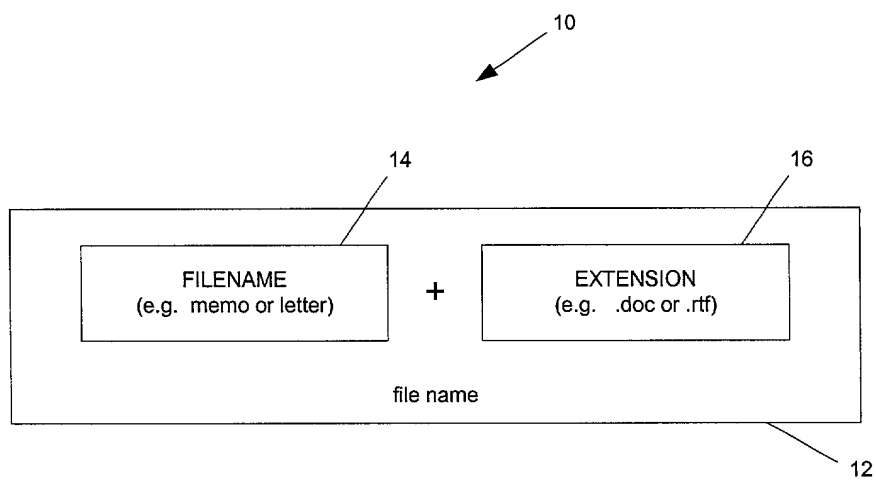 10
14
16
FILENAME
(e.g. memo or letter)
+
EXTENSION
(e.g. .doc or .rtf)
file name
12